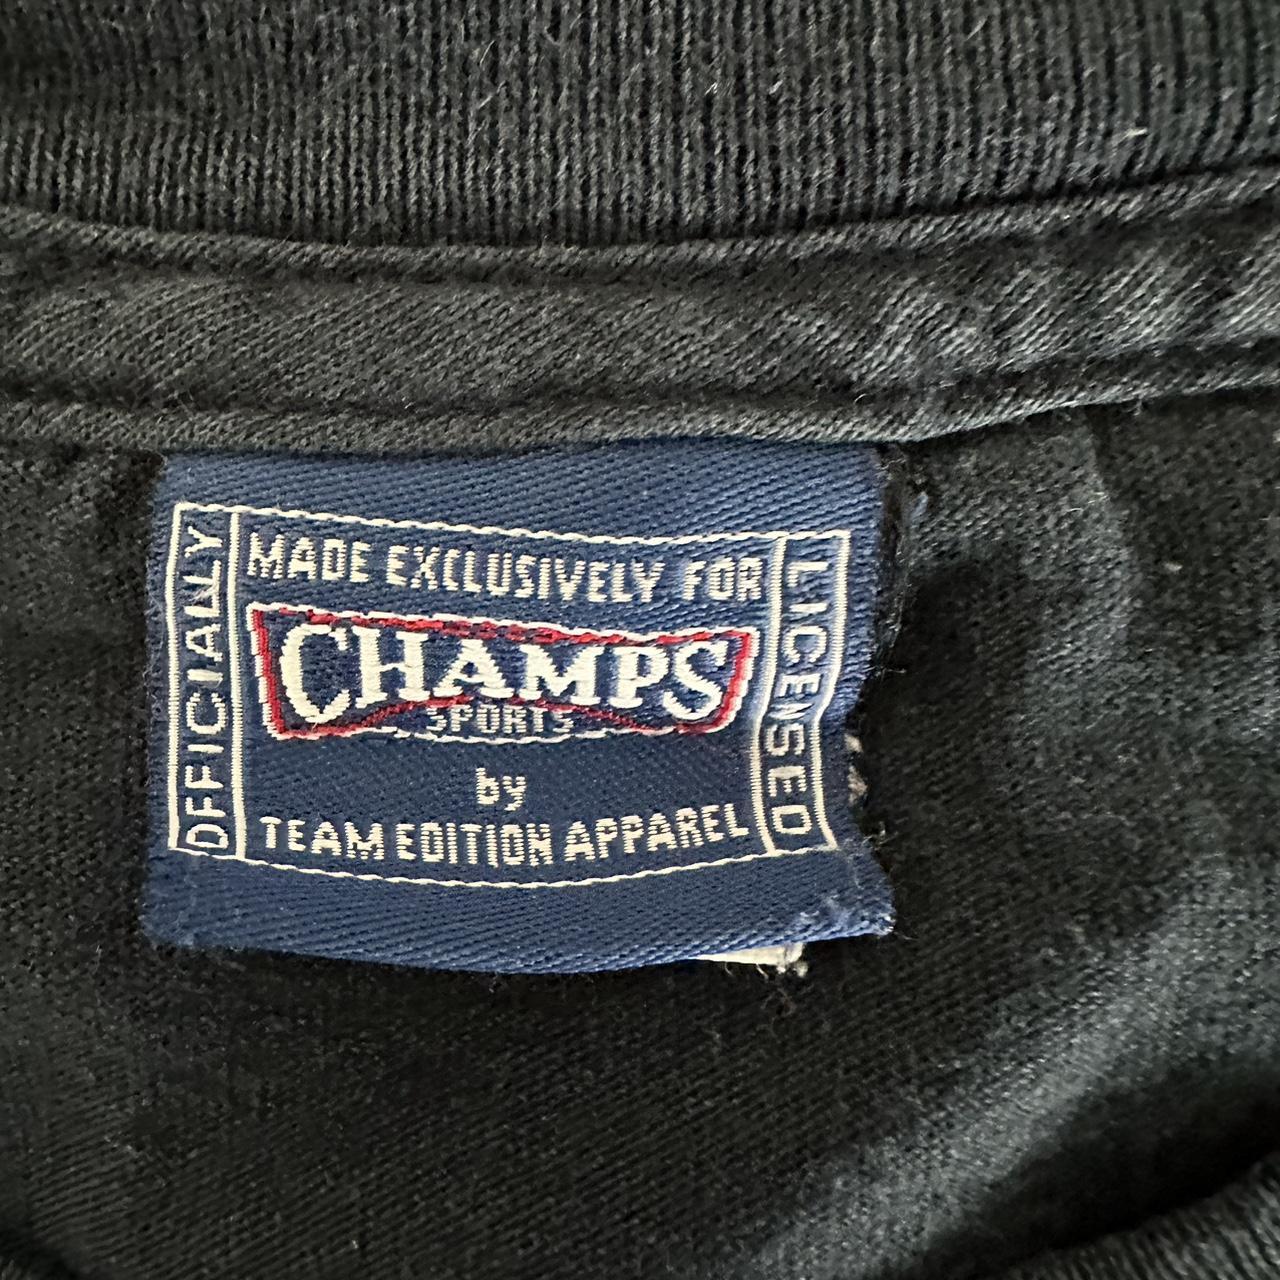 OFFICIALLY
MADE EXCLUSIVELY FOR
CHAMPS
SPORTS
by
TEAM EDITION APPAREL
LICENSED